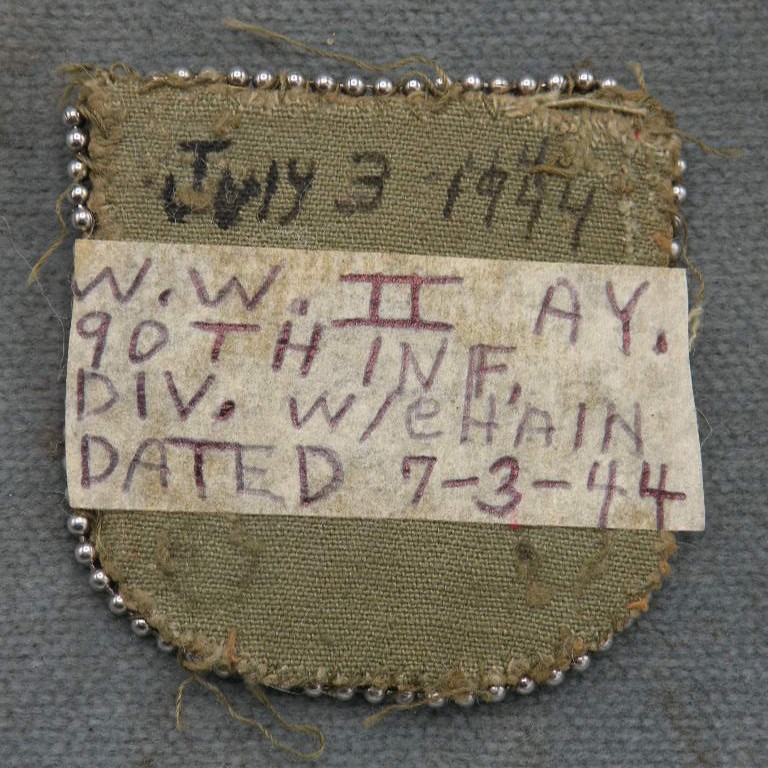 JULY 3 - 1944
W.W. II AY.
90TH INF.
DIV. W/CHAIN
DATED 7-3-44